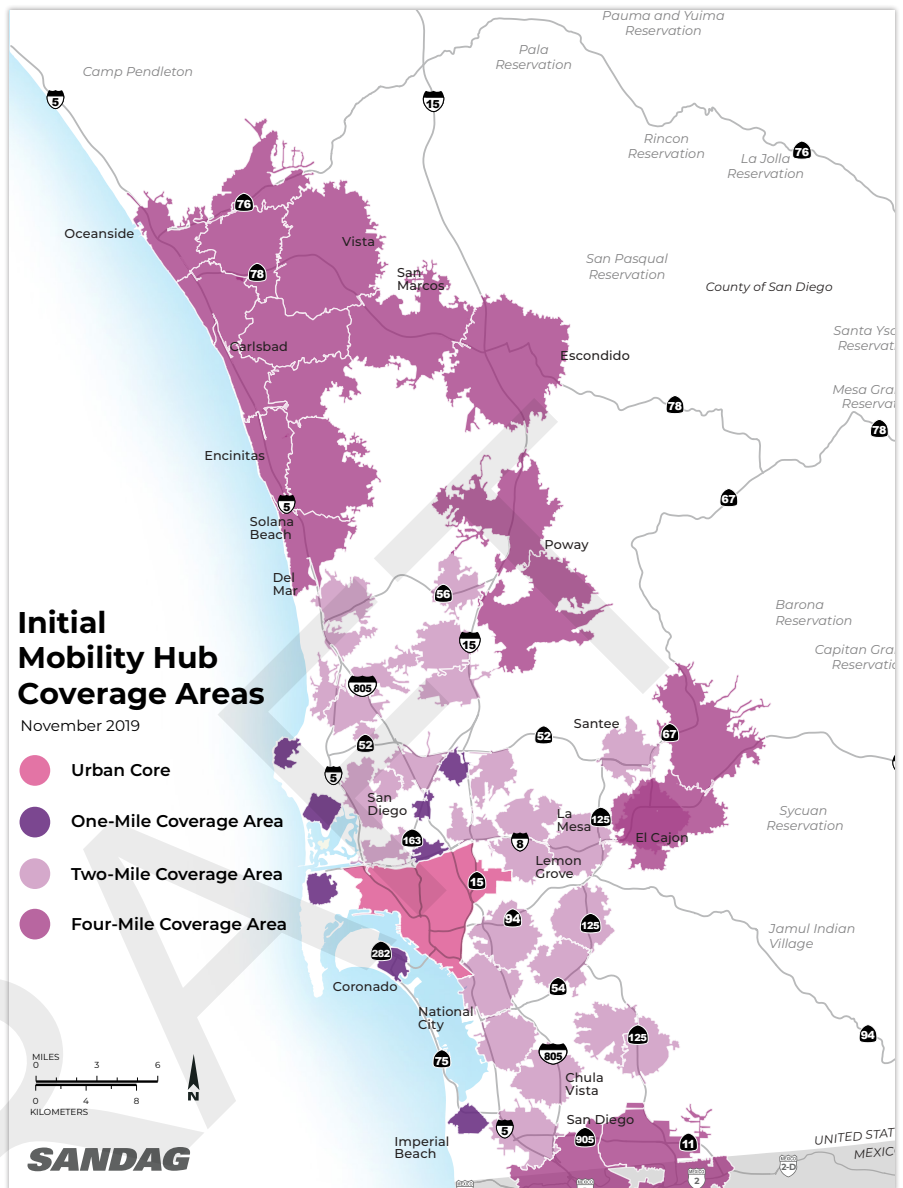 Pauma and Yuima
Reservation
Pala
Reservation
Camp Pendleton
5
15
Rincon
Reservation
La Jolla
Reservation
76
76
Oceanside
Vista
San
Marcos
78
San Pasqual
Reservation
County of San Diego
Santa Yso
Reservat
Carlsbad
Escondido
Mesa Gra
Reservat
78
78
Encinitas
67
5
Solana
Beach
Poway
Del
Mar
56
Barona
Reservation
Initial
Mobility Hub
Coverage Areas
November 2019
15
805
Capitan Gra
Reservatio
Santee
67
52
52
5
Urban Core
One-Mile Coverage Area
Two-Mile Coverage Area
Four-Mile Coverage Area
San
Diego
La
Mesa
125
Sycuan
Reservation
163
8
El Cajon
Lemon
Grove
15
94
125
Jamul Indian
Village
282
Coronado
54
National
City
125
94
805
75
MILES
0 3 6
0 4 8
KILOMETERS
N
Chula
Vista
San Diego
5
905
11
Imperial
Beach
UNITED STAT
MEXIC
SANDAG
2
2-D